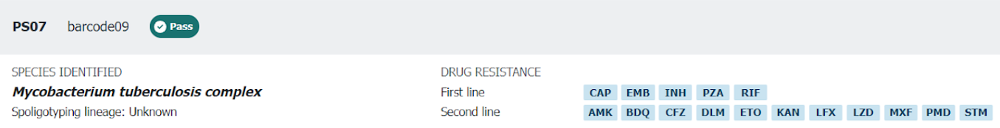 PS07 barcode09 Pass
SPECIES IDENTIFIED
Mycobacterium tuberculosis complex
Spoligotyping lineage: Unknown
DRUG RESISTANCE
First line CAP EMB INH PZA RIF
Second line AMK BDQ CFZ DLM ETO KAN LFX LZD MXF PMD STM